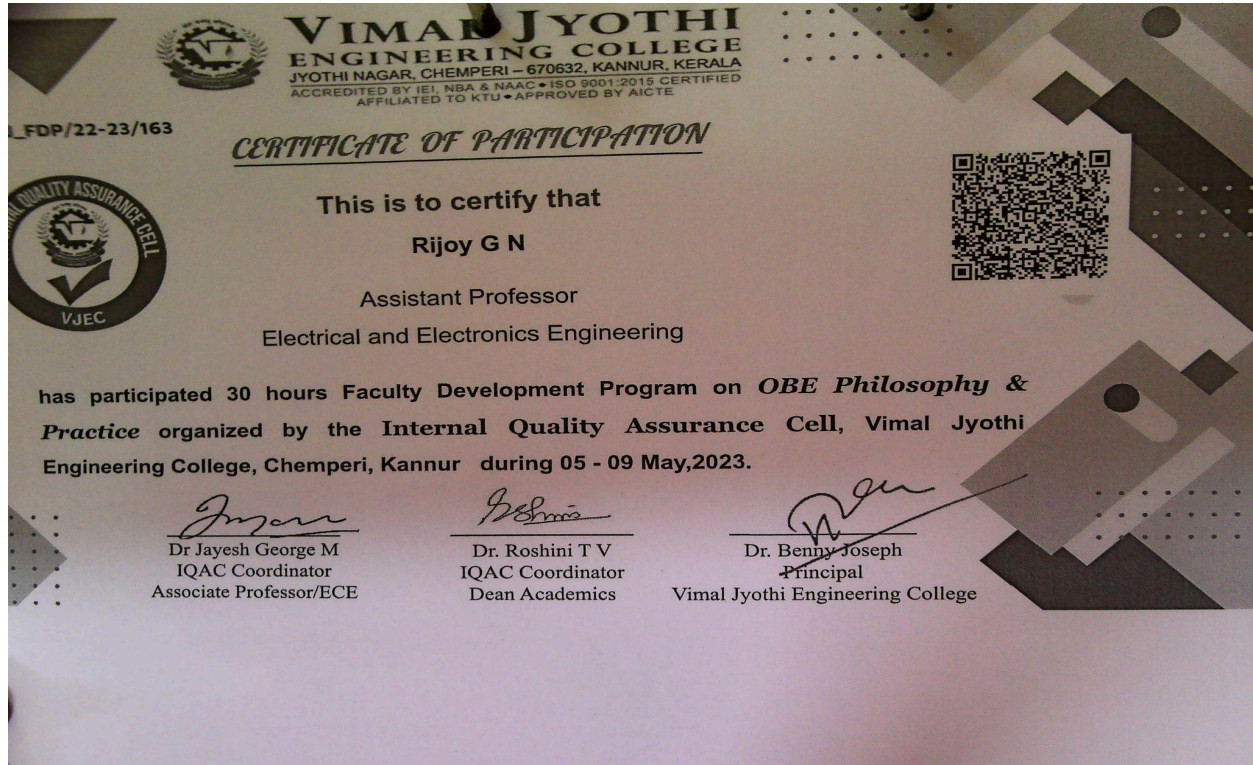 VIMAL JYOTHI
ENGINEERING COLLEGE
JYOTHI NAGAR, CHEMPERI – 670632, KANNUR, KERALA
ACCREDITED BY IEI, NBA & NAAC • ISO 9001:2015 CERTIFIED
AFFILIATED TO KTU • APPROVED BY AICTE
_FDP/22-23/163
CERTIFICATE OF PARTICIPATION
QUALITY ASSURANCE CELL
VJEC
This is to certify that
Rijoy G N
Assistant Professor
Electrical and Electronics Engineering
has participated 30 hours Faculty Development Program on OBE Philosophy &
Practice organized by the Internal Quality Assurance Cell, Vimal Jyothi
Engineering College, Chemperi, Kannur during 05 - 09 May,2023.
Dr Jayesh George M
IQAC Coordinator
Associate Professor/ECE
Dr. Roshini T V
IQAC Coordinator
Dean Academics
Dr. Benny Joseph
Principal
Vimal Jyothi Engineering College